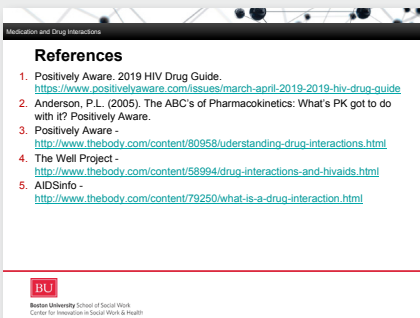 Medication and Drug Interactions
References
1. Positively Aware. 2019 HIV Drug Guide.
https://www.positivelyaware.com/issues/march-april-2019-2019-hiv-drug-guide
2. Anderson, P.L. (2005). The ABC's of Pharmacokinetics: What's PK got to do
with it? Positively Aware.
3. Positively Aware -
http://www.thebody.com/content/80958/uderstanding-drug-interactions.html
4. The Well Project -
http://www.thebody.com/content/58994/drug-interactions-and-hivaids.html
5. AIDSinfo -
http://www.thebody.com/content/79250/what-is-a-drug-interaction.html
BU
Boston University School of Social Work
Center for Innovation in Social Work & Health